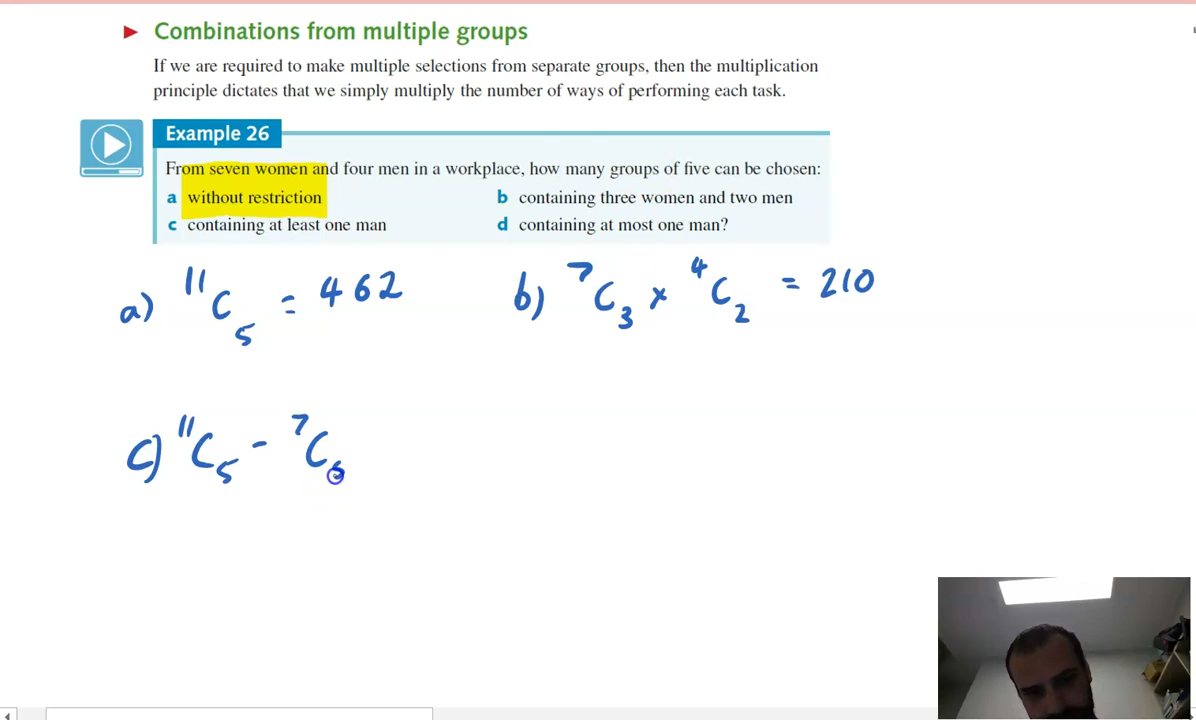 Combinations from multiple groups
If we are required to make multiple selections from separate groups, then the multiplication
principle dictates that we simply multiply the number of ways of performing each task.
Example 26
From seven women and four men in a workplace, how many groups of five can be chosen:
a without restriction b containing three women and two men
c containing at least one man d containing at most one man?
a) ¹¹C₅ = 462 b) ⁷C₃ × ⁴C₂ = 210
c) ¹¹C₅ - ⁷C₅